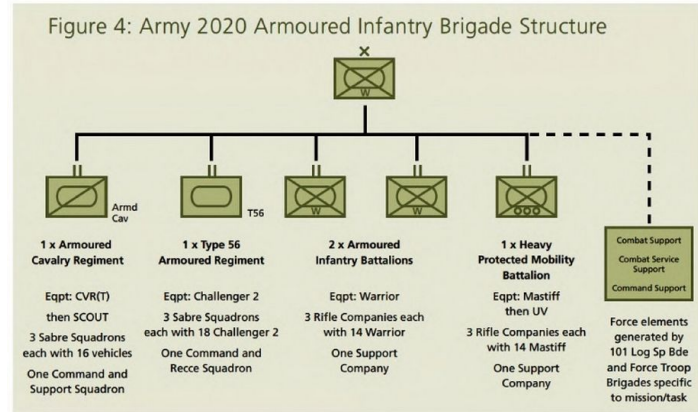 Figure 4: Army 2020 Armoured Infantry Brigade Structure
X
W
II
II
II
II
II
Armd
Cav
T56
W
W
1 x Armoured
Cavalry Regiment
Eqpt: CVR(T)
then SCOUT
3 Sabre Squadrons
each with 16 vehicles
One Command and
Support Squadron
1 x Type 56
Armoured Regiment
Eqpt: Challenger 2
3 Sabre Squadrons
each with 18 Challenger 2
One Command and
Recce Squadron
2 x Armoured
Infantry Battalions
Eqpt: Warrior
3 Rifle Companies each
with 14 Warrior
One Support
Company
1 x Heavy
Protected Mobility
Battalion
Eqpt: Mastiff
then UV
3 Rifle Companies each
with 14 Mastiff
One Support
Company
Combat Support
Combat Service
Support
Command Support
Force elements
generated by
101 Log Sp Bde
and Force Troop
Brigades specific
to mission/task